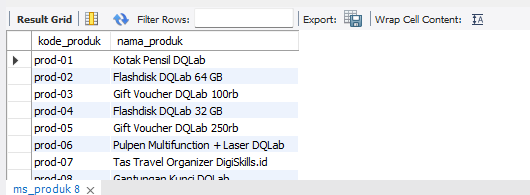 Result Grid Filter Rows: Export: Wrap Cell Content:
kode_produk nama_produk
prod-01 Kotak Pensil DQLab
prod-02 Flashdisk DQLab 64 GB
prod-03 Gift Voucher DQLab 100rb
prod-04 Flashdisk DQLab 32 GB
prod-05 Gift Voucher DQLab 250rb
prod-06 Pulpen Multifunction + Laser DQLab
prod-07 Tas Travel Organizer DigiSkills.id
prod-08 Gantungan Kunci DQLab
ms_produk 8